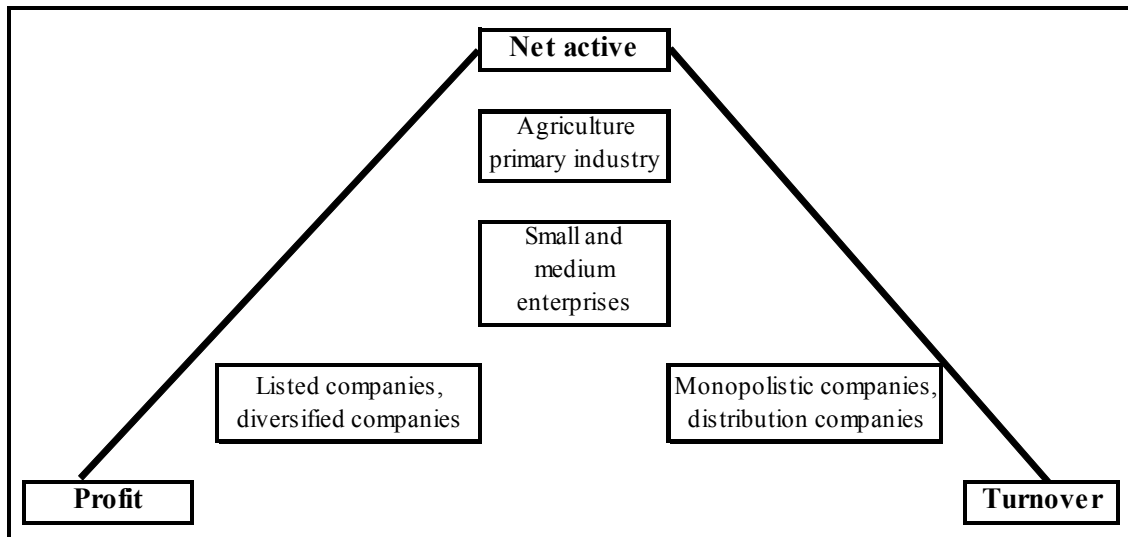 Net active
Agriculture
primary industry
Small and
medium
enterprises
Listed companies,
diversified companies
Monopolistic companies,
distribution companies
Profit
Turnover